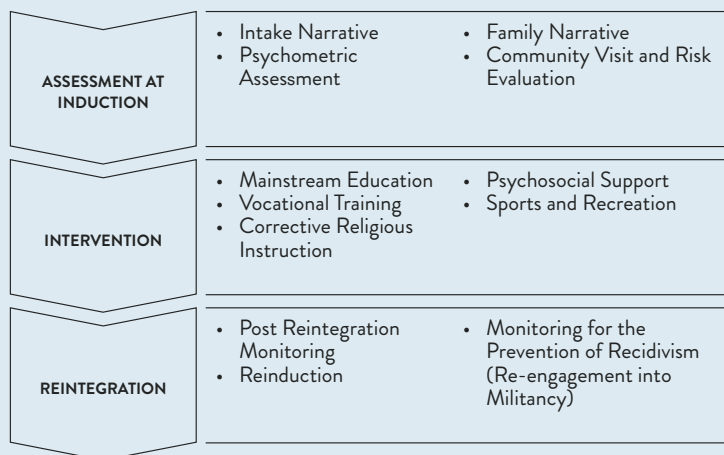 ASSESSMENT AT
INDUCTION
• Intake Narrative
• Psychometric
Assessment
• Family Narrative
• Community Visit and Risk
Evaluation
INTERVENTION
• Mainstream Education
• Vocational Training
• Corrective Religious
Instruction
• Psychosocial Support
• Sports and Recreation
REINTEGRATION
• Post Reintegration
Monitoring
• Reinduction
• Monitoring for the
Prevention of Recidivism
(Re-engagement into
Militancy)